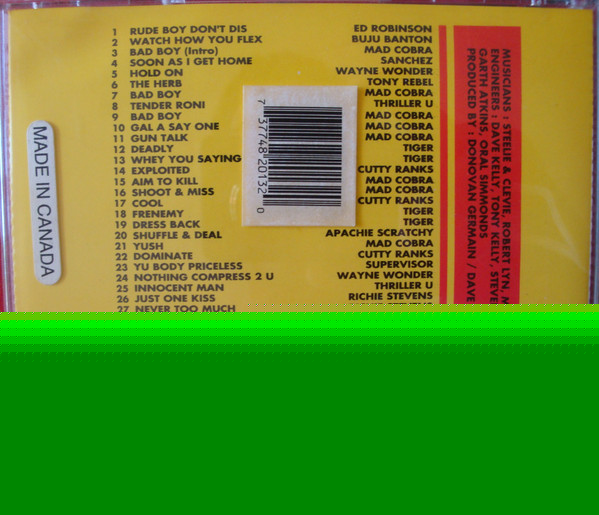 1 RUDE BOY DON'T DIS ED ROBINSON
2 WATCH HOW YOU FLEX BUJU BANTON
3 BAD BOY (Intro) MAD COBRA
4 SOON AS I GET HOME SANCHEZ
5 HOLD ON WAYNE WONDER
6 THE HERB TONY REBEL
7 BAD BOY MAD COBRA
8 TENDER RONI THRILLER U
9 BAD BOY MAD COBRA
10 GAL A SAY ONE MAD COBRA
11 GUN TALK MAD COBRA
12 DEADLY TIGER
13 WHEY YOU SAYING TIGER
14 EXPLOITED CUTTY RANKS
15 AIM TO KILL MAD COBRA
16 SHOOT & MISS MAD COBRA
17 COOL CUTTY RANKS
18 FRENEMY TIGER
19 DRESS BACK TIGER
20 SHUFFLE & DEAL APACHIE SCRATCHY
21 YUSH MAD COBRA
22 DOMINATE CUTTY RANKS
23 YU BODY PRICELESS SUPERVISOR
24 NOTHING COMPRESS 2 U WAYNE WONDER
25 INNOCENT MAN THRILLER U
26 JUST ONE KISS RICHIE STEVENS
27 NEVER TOO MUCH STEVENS
7 37748 20132 0
MADE IN CANADA
MUSICIANS : STEELIE & CLEVIE, ROBERT LYN,
ENGINEERS : DAVE KELLY, TONY KELLY, STEVE
GARTH ATKINS, ORAL SIMMONDS
PRODUCED BY : DONOVAN GERMAIN / DAVE